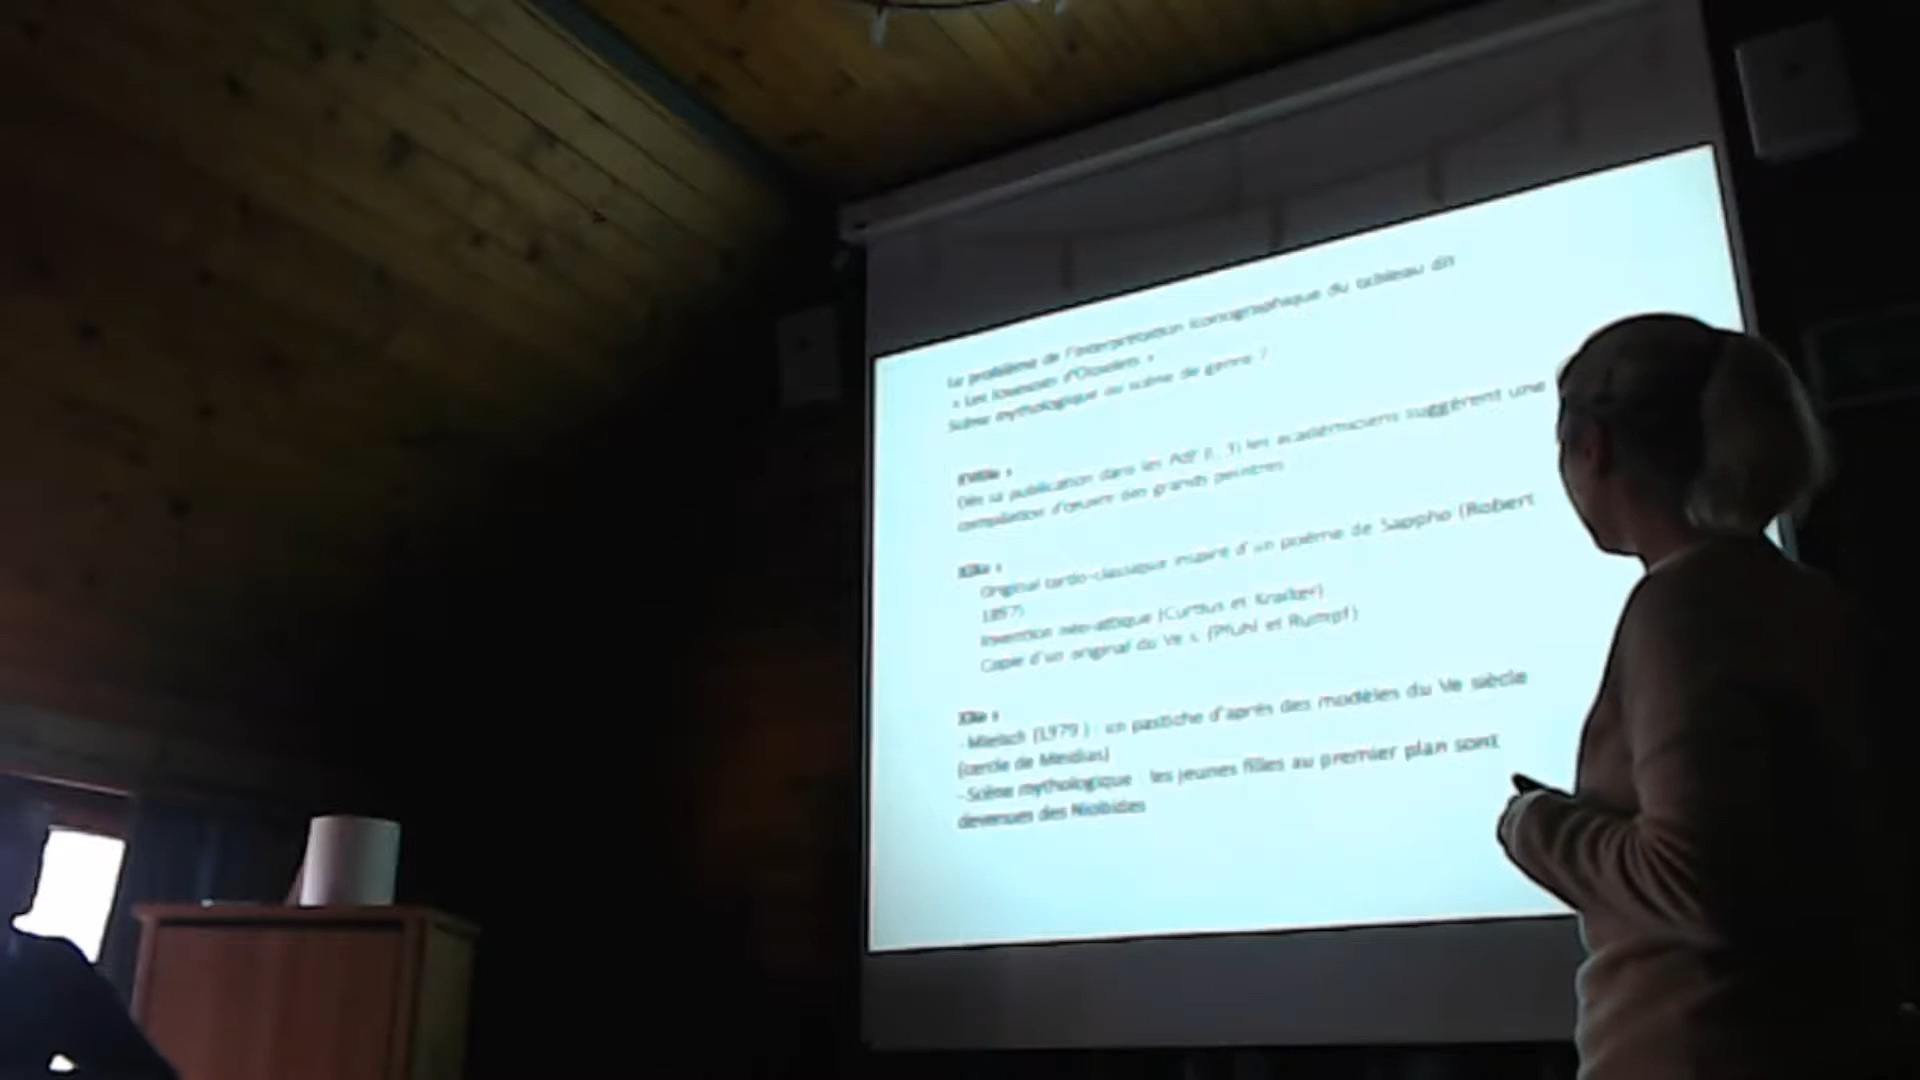 Le problème de l'interprétation iconographique du tableau dit
« Les Joueuses d'Osselets »
Scène mythologique ou scène de genre ?
XVIIIe :
Dès sa publication dans les AdE (I, 1) les académiciens suggèrent une
compilation d'œuvre des grands peintres
XIXe :
Original tardo-classique inspiré d'un poème de Sappho (Robert
1897)
Invention néo-attique (Curtius et Kraiker)
Copie d'un original du Ve s. (Pfuhl et Rumpf)
XXe :
- Mielsch (1979) : un pastiche d'après des modèles du Ve siècle
(cercle de Meidias)
- Scène mythologique : les jeunes filles au premier plan sont
devenues des Niobides